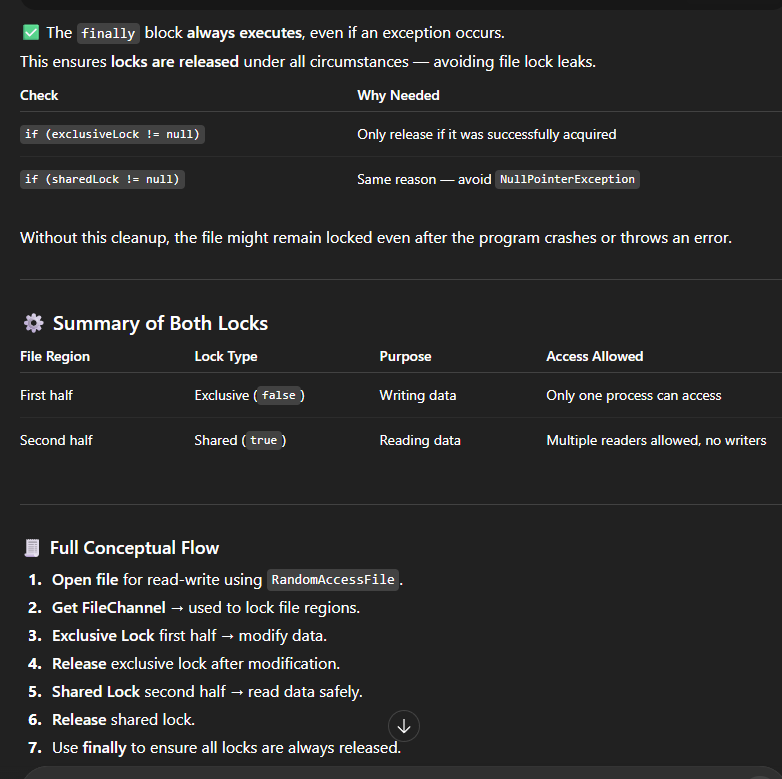 ✅ The finally block always executes, even if an exception occurs.
This ensures locks are released under all circumstances — avoiding file lock leaks.
Check Why Needed
if (exclusiveLock != null) Only release if it was successfully acquired
if (sharedLock != null) Same reason — avoid NullPointerException
Without this cleanup, the file might remain locked even after the program crashes or throws an error.
⚙️ Summary of Both Locks
File Region Lock Type Purpose Access Allowed
First half Exclusive (false) Writing data Only one process can access
Second half Shared (true) Reading data Multiple readers allowed, no writers
🧾 Full Conceptual Flow
1. Open file for read-write using RandomAccessFile.
2. Get FileChannel → used to lock file regions.
3. Exclusive Lock first half → modify data.
4. Release exclusive lock after modification.
5. Shared Lock second half → read data safely.
6. Release shared lock.
7. Use finally to ensure all locks are always released.